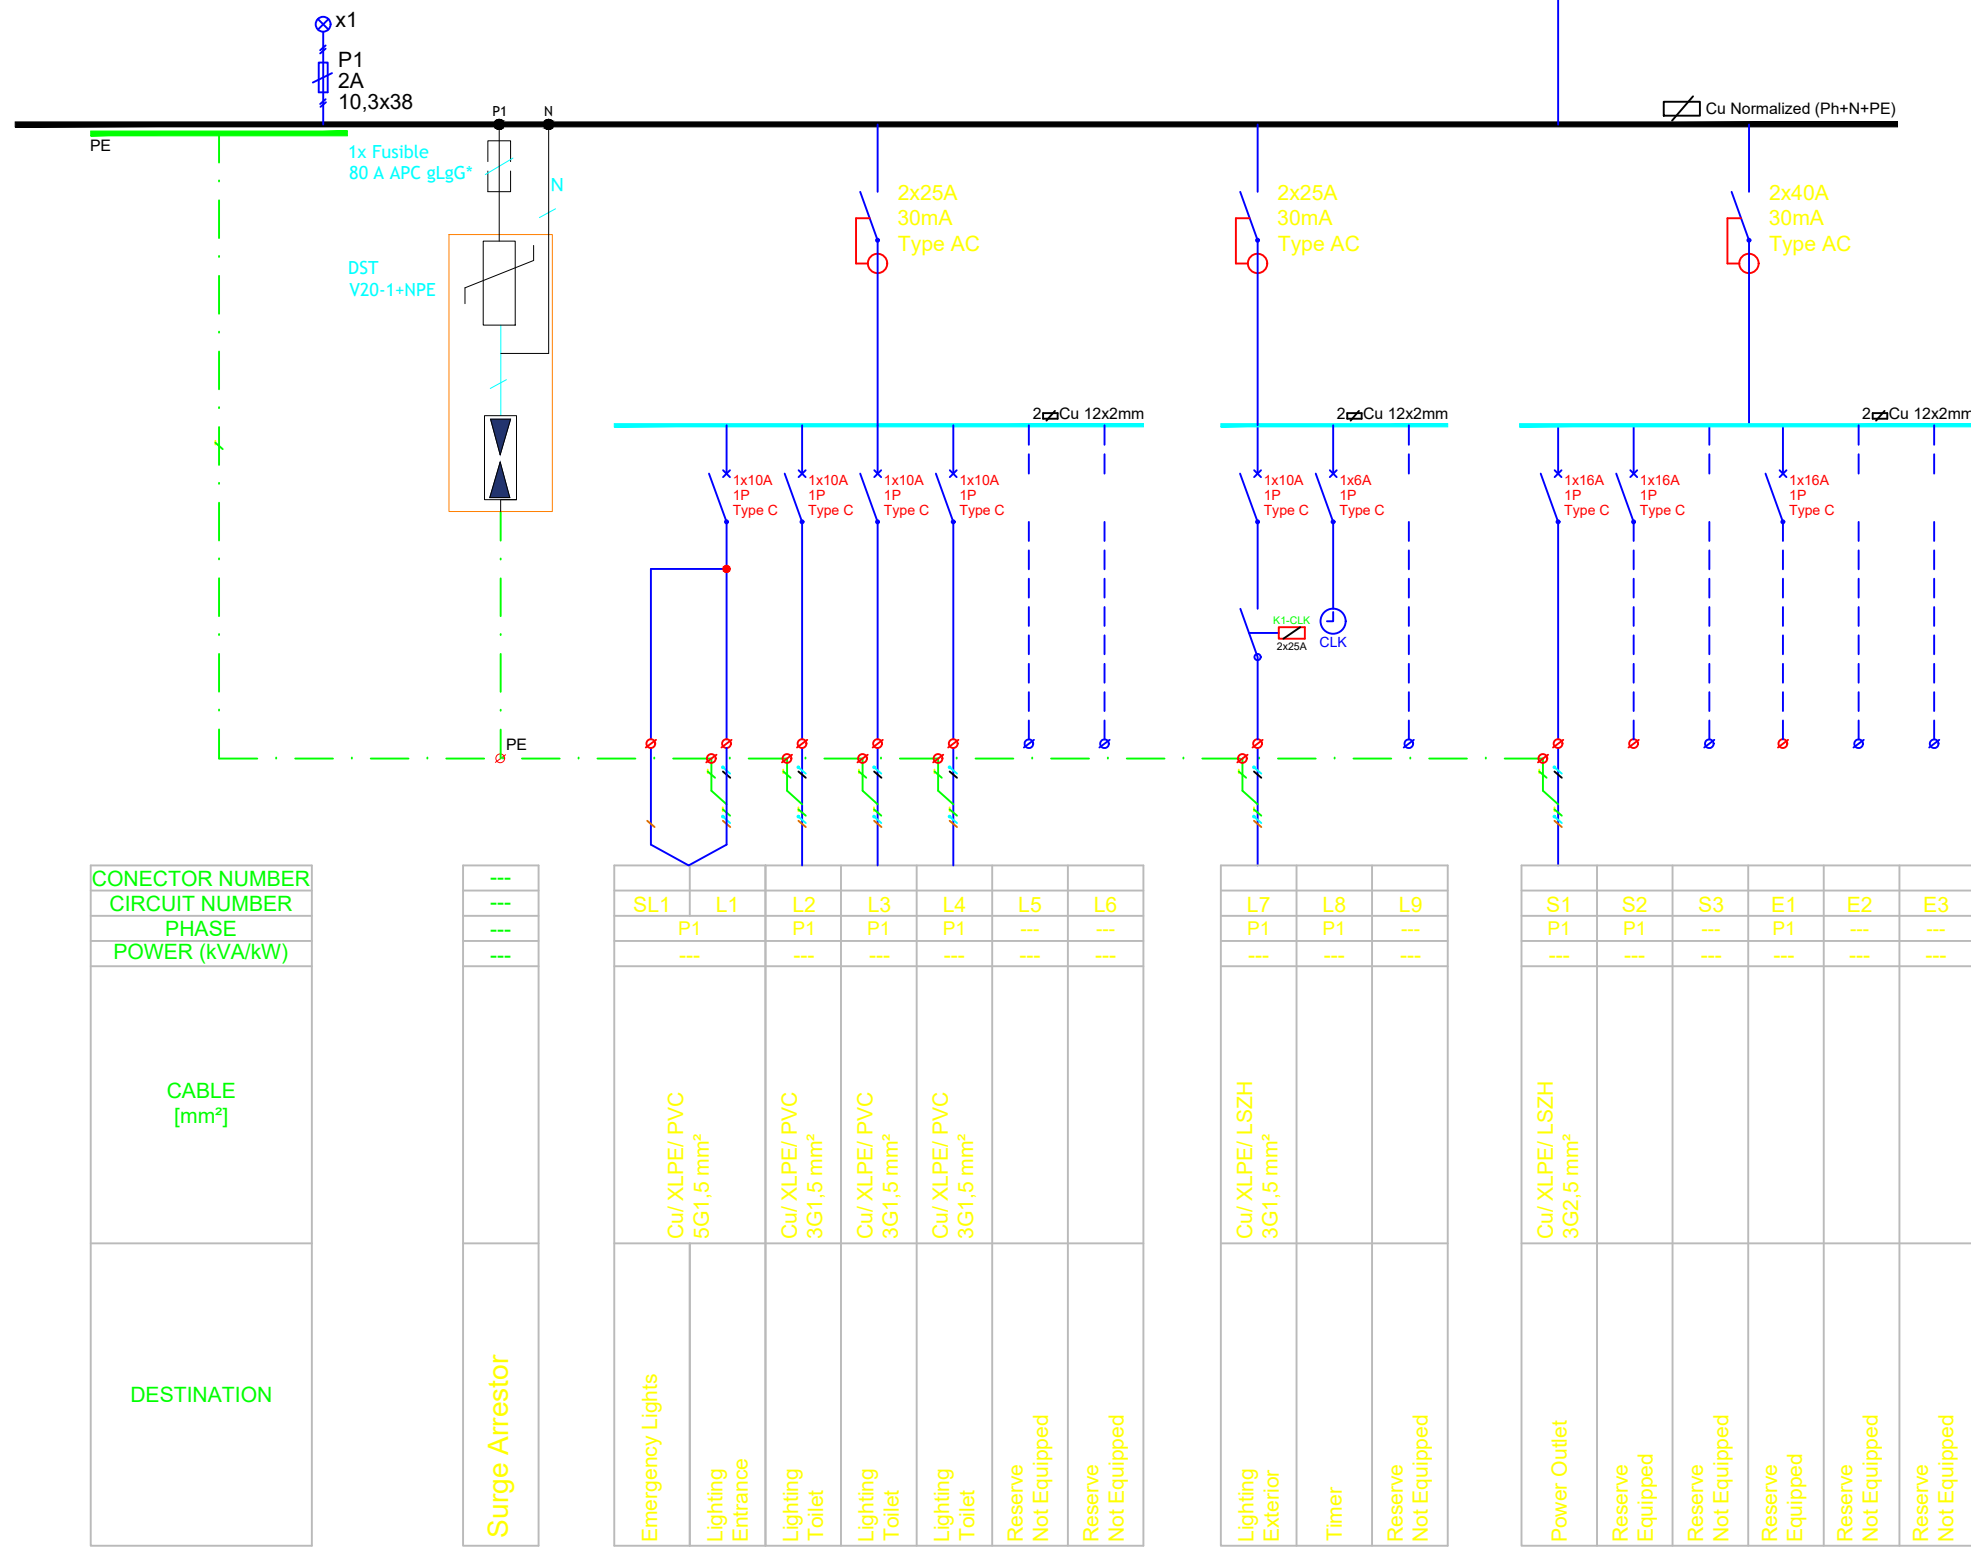 x1
P1
2A
10,3x38
Cu Normalized (Ph+N+PE)
PE
P1
N
1x Fusible
80 A APC gLgG*
N
DST
V20-1+NPE
2x25A
30mA
Type AC
2x25A
30mA
Type AC
2x40A
30mA
Type AC
2 Cu 12x2mm
2 Cu 12x2mm
2 Cu 12x2mm
1x10A
1P
Type C
1x10A
1P
Type C
1x10A
1P
Type C
1x10A
1P
Type C
1x10A
1P
Type C
1x6A
1P
Type C
1x16A
1P
Type C
1x16A
1P
Type C
1x16A
1P
Type C
K1-CLK
2x25A
CLK
PE
CONECTOR NUMBER ---
CIRCUIT NUMBER --- SL1 L1 L2 L3 L4 L5 L6 L7 L8 L9 S1 S2 S3 E1 E2 E3
PHASE --- P1 P1 P1 P1 --- --- P1 P1 --- P1 P1 --- P1 --- ---
POWER (kVA/kW) --- --- --- --- --- --- --- --- --- --- --- --- --- --- --- ---
CABLE
[mm²]
Cu/ XLPE/ PVC
5G1,5 mm²
Cu/ XLPE/ PVC
3G1,5 mm²
Cu/ XLPE/ PVC
3G1,5 mm²
Cu/ XLPE/ PVC
3G1,5 mm²
Cu/ XLPE/ LSZH
3G1,5 mm²
Cu/ XLPE/ LSZH
3G2,5 mm²
DESTINATION
Surge Arrestor
Emergency Lights
Lighting
Entrance
Lighting
Toilet
Lighting
Toilet
Lighting
Toilet
Reserve
Not Equipped
Reserve
Not Equipped
Lighting
Exterior
Timer
Reserve
Not Equipped
Power Outlet
Reserve
Equipped
Reserve
Not Equipped
Reserve
Equipped
Reserve
Not Equipped
Reserve
Not Equipped